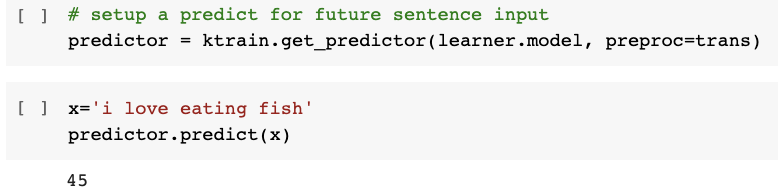 [ ] # setup a predict for future sentence input
predictor = ktrain.get_predictor(learner.model, preproc=trans)
[ ] x='i love eating fish'
predictor.predict(x)
45